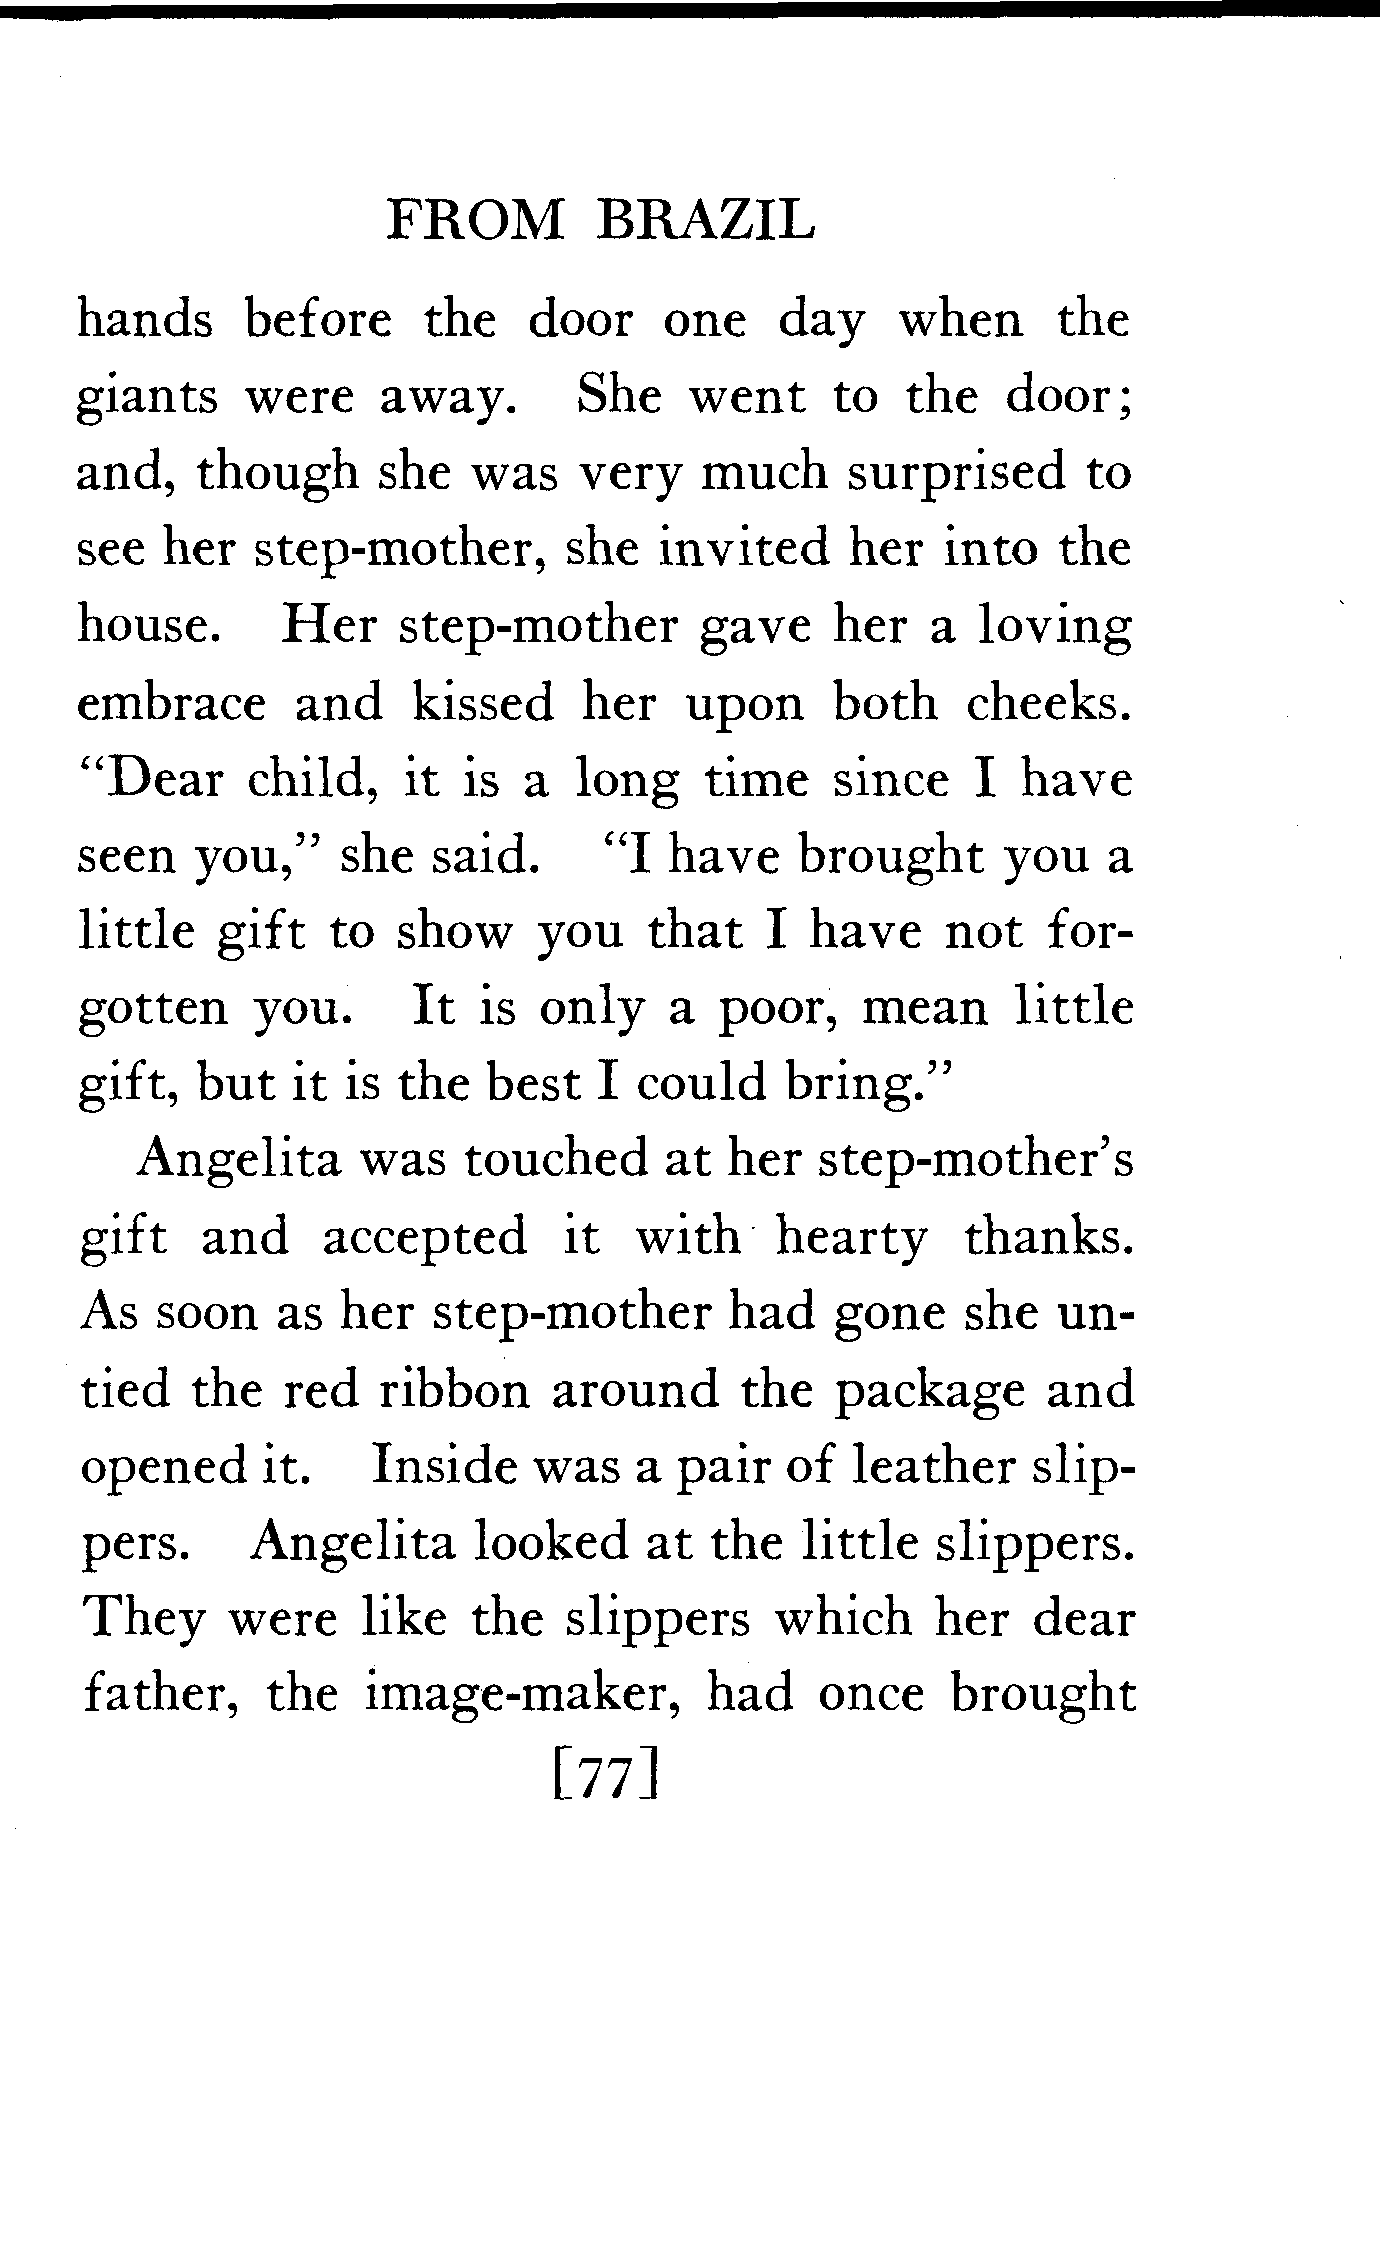 FROM BRAZIL
hands before the door one day when the
giants were away. She went to the door;
and, though she was very much surprised to
see her step-mother, she invited her into the
house. Her step-mother gave her a loving
embrace and kissed her upon both cheeks.
“Dear child, it is a long time since I have
seen you,” she said. “I have brought you a
little gift to show you that I have not for-
gotten you. It is only a poor, mean little
gift, but it is the best I could bring.”
Angelita was touched at her step-mother’s
gift and accepted it with hearty thanks.
As soon as her step-mother had gone she un-
tied the red ribbon around the package and
opened it. Inside was a pair of leather slip-
pers. Angelita looked at the little slippers.
They were like the slippers which her dear
father, the image-maker, had once brought
[77]